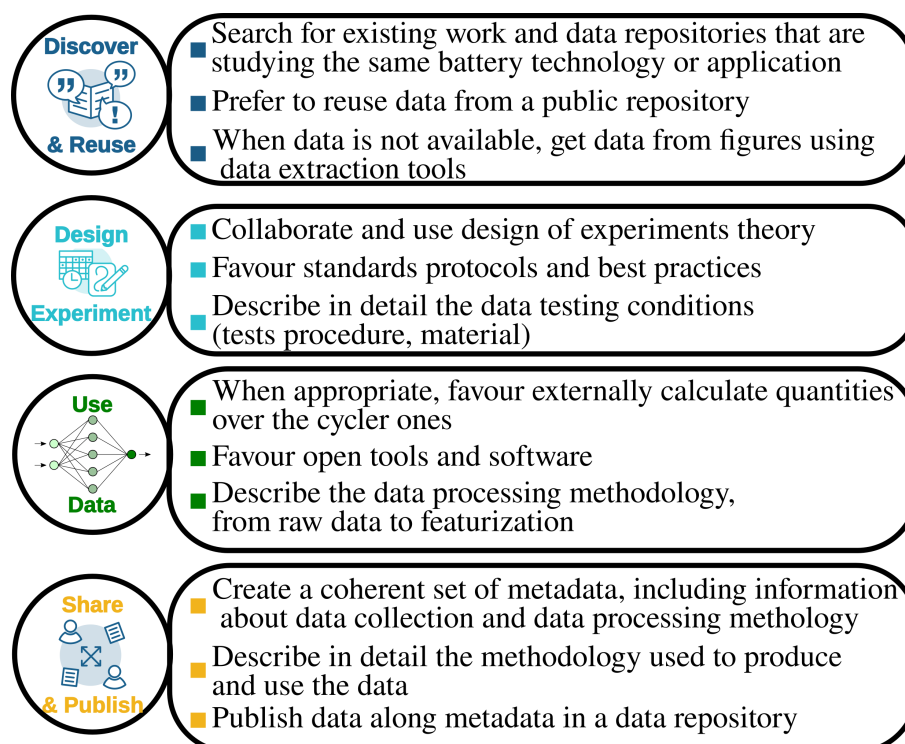 Discover
& Reuse
Search for existing work and data repositories that are
studying the same battery technology or application
Prefer to reuse data from a public repository
When data is not available, get data from figures using
data extraction tools
Design
Experiment
Collaborate and use design of experiments theory
Favour standards protocols and best practices
Describe in detail the data testing conditions
(tests procedure, material)
Use
Data
When appropriate, favour externally calculate quantities
over the cycler ones
Favour open tools and software
Describe the data processing methodology,
from raw data to featurization
Share
& Publish
Create a coherent set of metadata, including information
about data collection and data processing methology
Describe in detail the methodology used to produce
and use the data
Publish data along metadata in a data repository